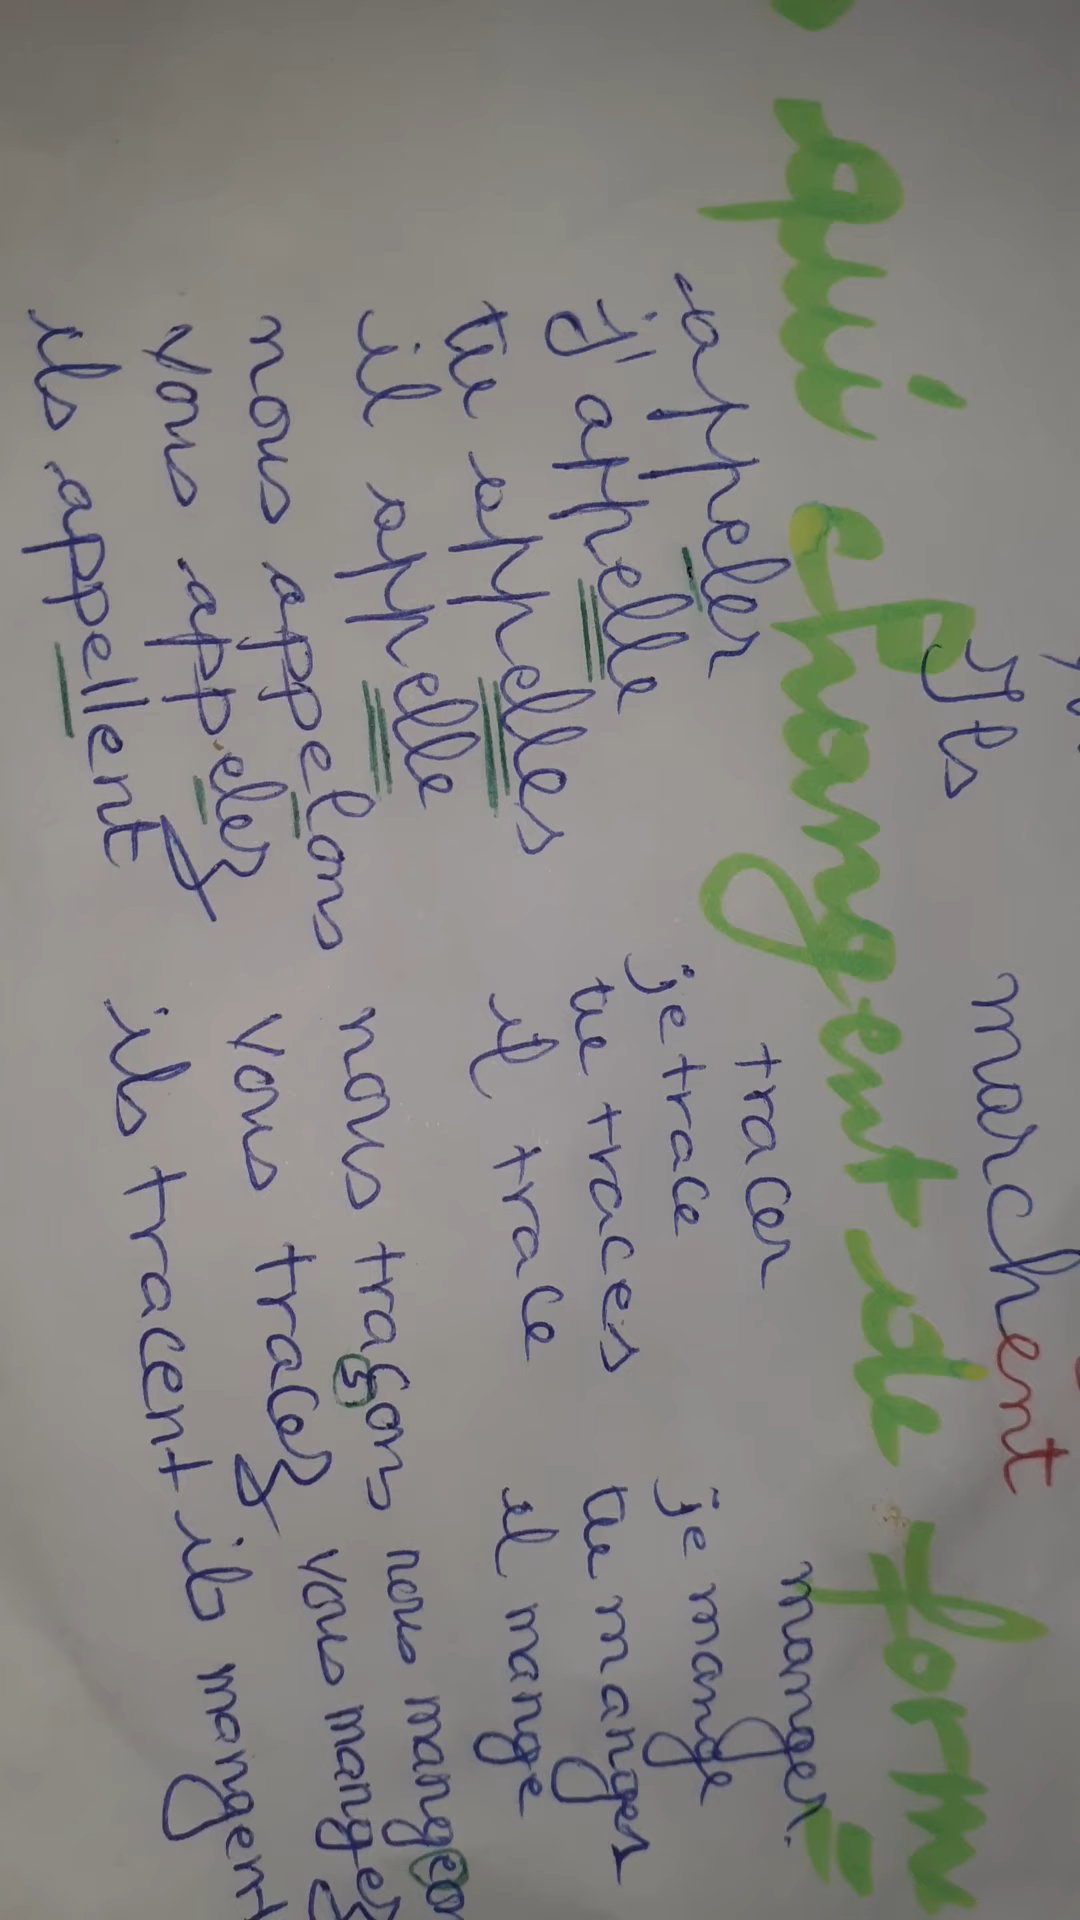 Ils marchent
qui changent de form
appeler tracer manger.
j'appelle je trace je mange
tu appelles tu traces tu manges
il appelle il trace il mange
nous appelons nous traçons nous mangeo
vous appelez vous tracez vous mangez
ils appellent ils tracent ils mangent